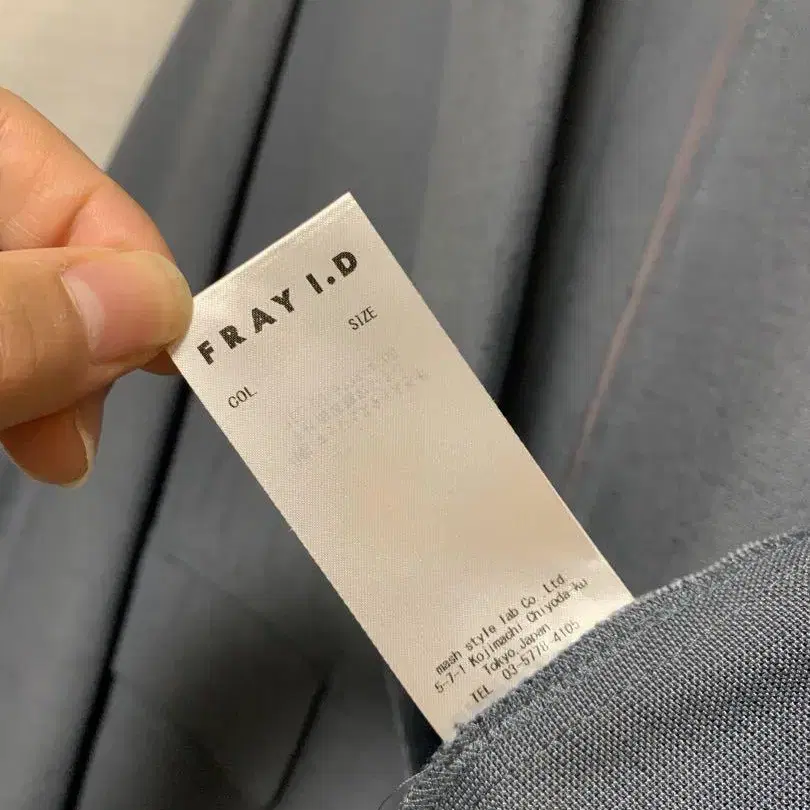 FRAY I.D
COL
SIZE
mash style lab Co.,Ltd.
5-7-1 Kojimachi Chiyoda-ku
Tokyo,Japan
TEL 03-5778-4105